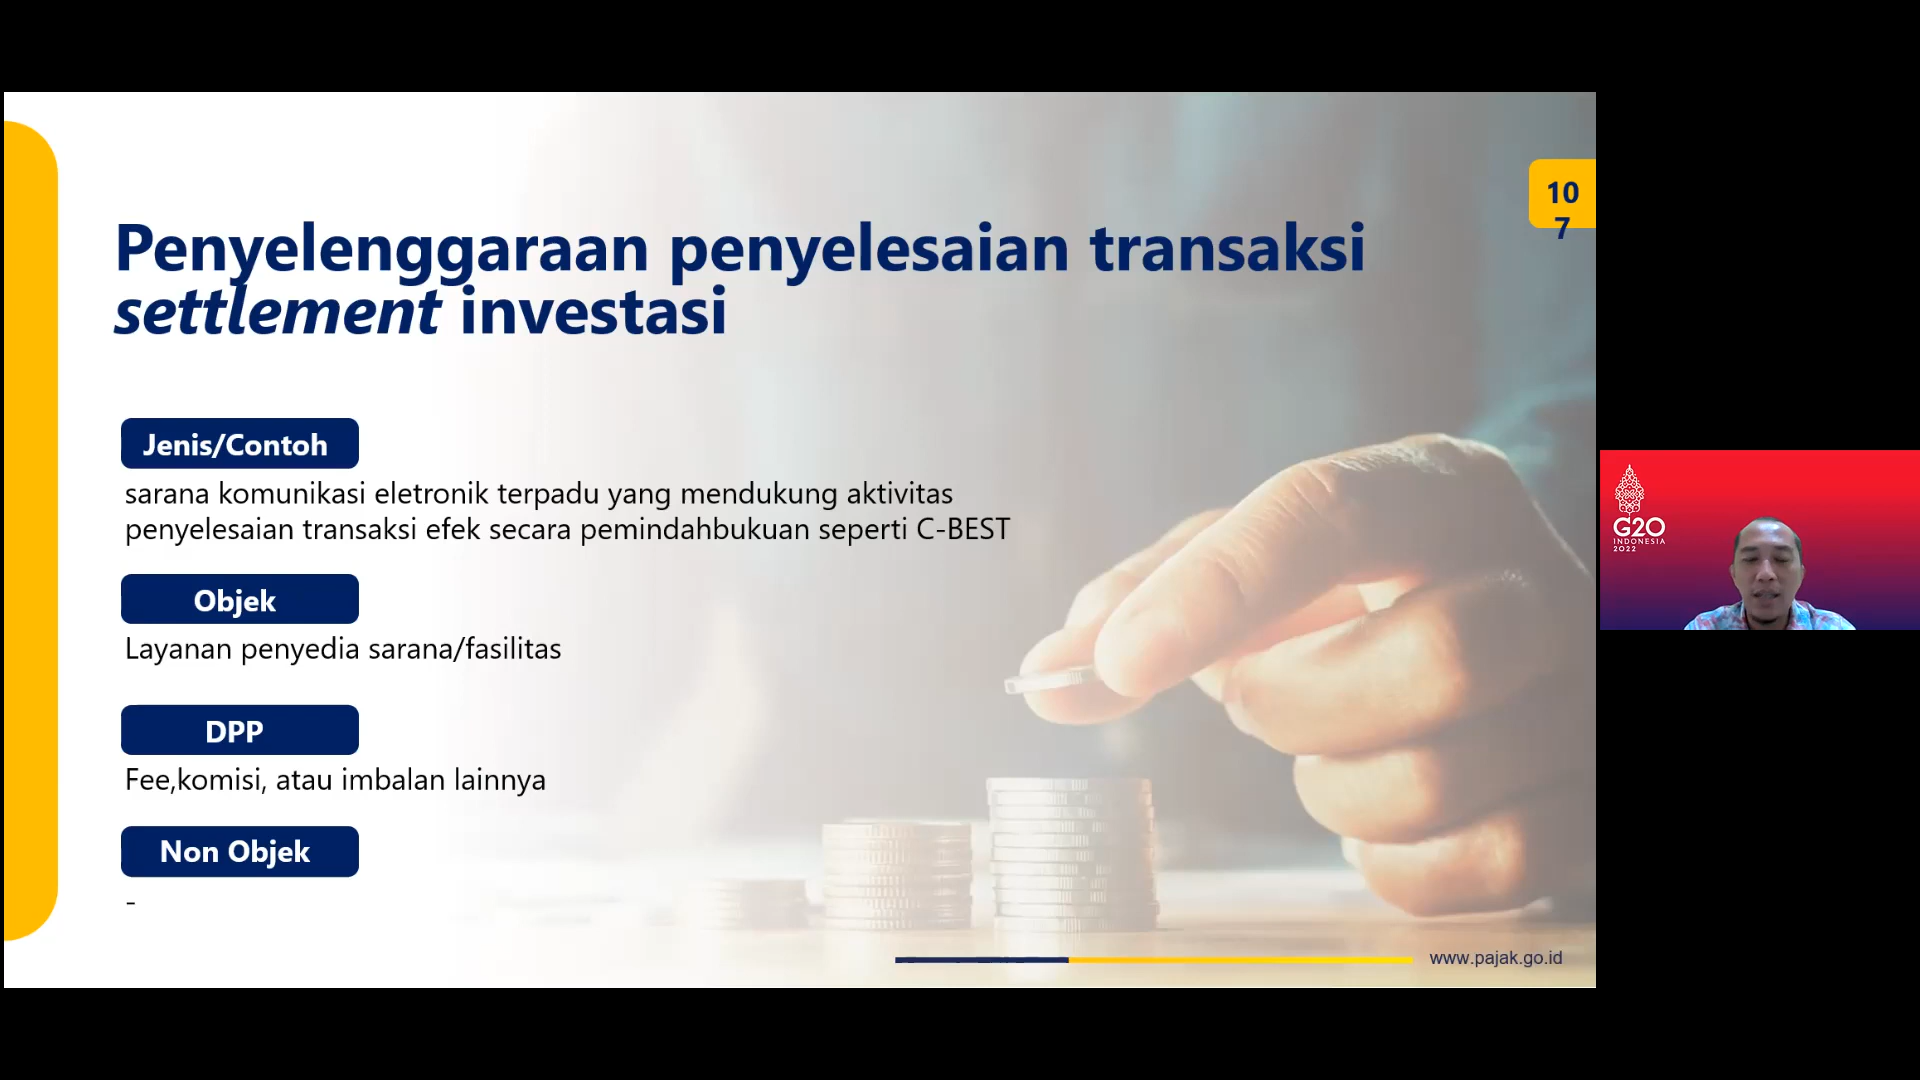 10
7
Penyelenggaraan penyelesaian transaksi
settlement investasi
Jenis/Contoh
sarana komunikasi eletronik terpadu yang mendukung aktivitas
penyelesaian transaksi efek secara pemindahbukuan seperti C-BEST
Objek
Layanan penyedia sarana/fasilitas
DPP
Fee,komisi, atau imbalan lainnya
Non Objek
-
www.pajak.go.id
G20
INDONESIA
2022